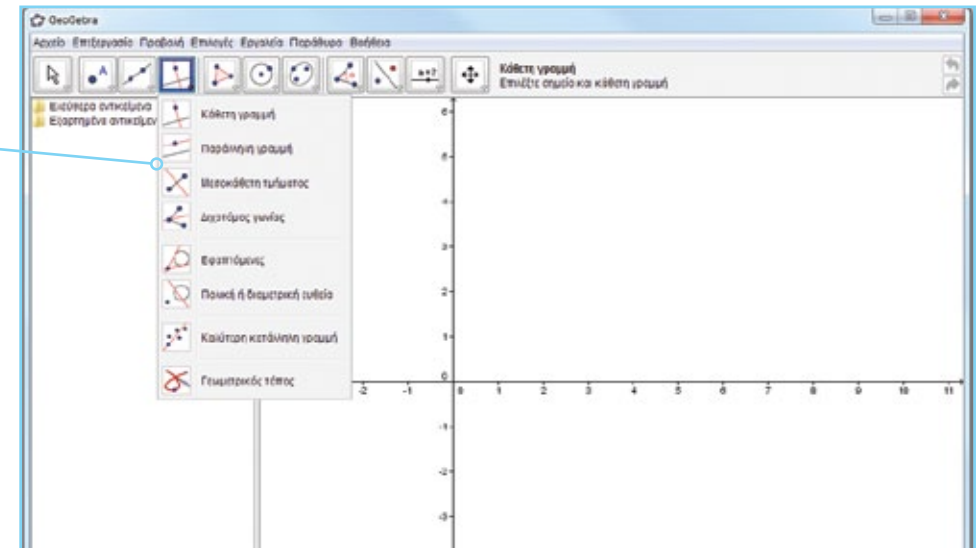 GeoGebra
Αρχείο Επεξεργασία Προβολή Επιλογές Εργαλεία Παράθυρο Βοήθεια
A
a=2
Κάθετη γραμμή
Επιλέξτε σημείο και κάθετη γραμμή
Ελεύθερα αντικείμενα
Εξαρτημένα αντικείμεν
Κάθετη γραμμή
Παράλληλη γραμμή
Μεσοκάθετη τμήματος
Διχοτόμος γωνίας
Εφαπτόμενες
Πολική ή διαμετρική ευθεία
Καλύτερη κατάλληλη γραμμή
Γεωμετρικός τόπος
6
5
4
3
2
1
0
-2 -1 0 1 2 3 4 5 6 7 8 9 10 11
-1
-2
-3